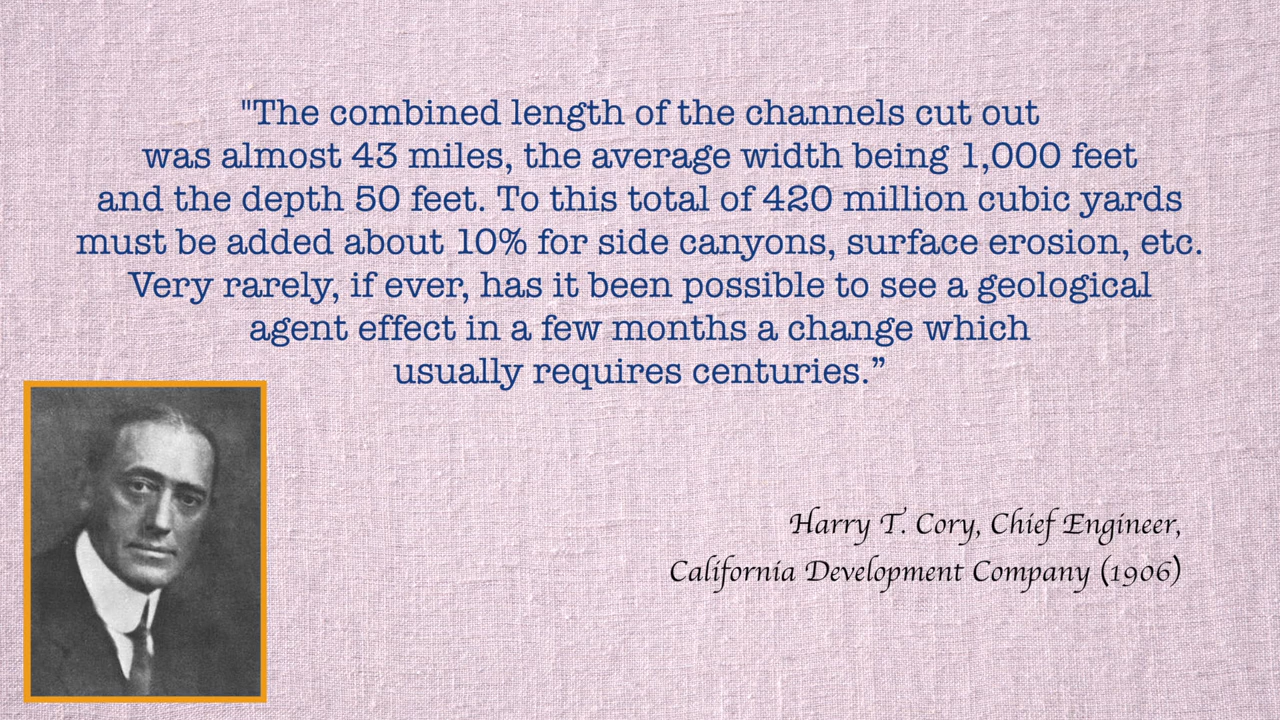 "The combined length of the channels cut out
was almost 43 miles, the average width being 1,000 feet
and the depth 50 feet. To this total of 420 million cubic yards
must be added about 10% for side canyons, surface erosion, etc.
Very rarely, if ever, has it been possible to see a geological
agent effect in a few months a change which
usually requires centuries.”
Harry T. Cory, Chief Engineer,
California Development Company (1906)